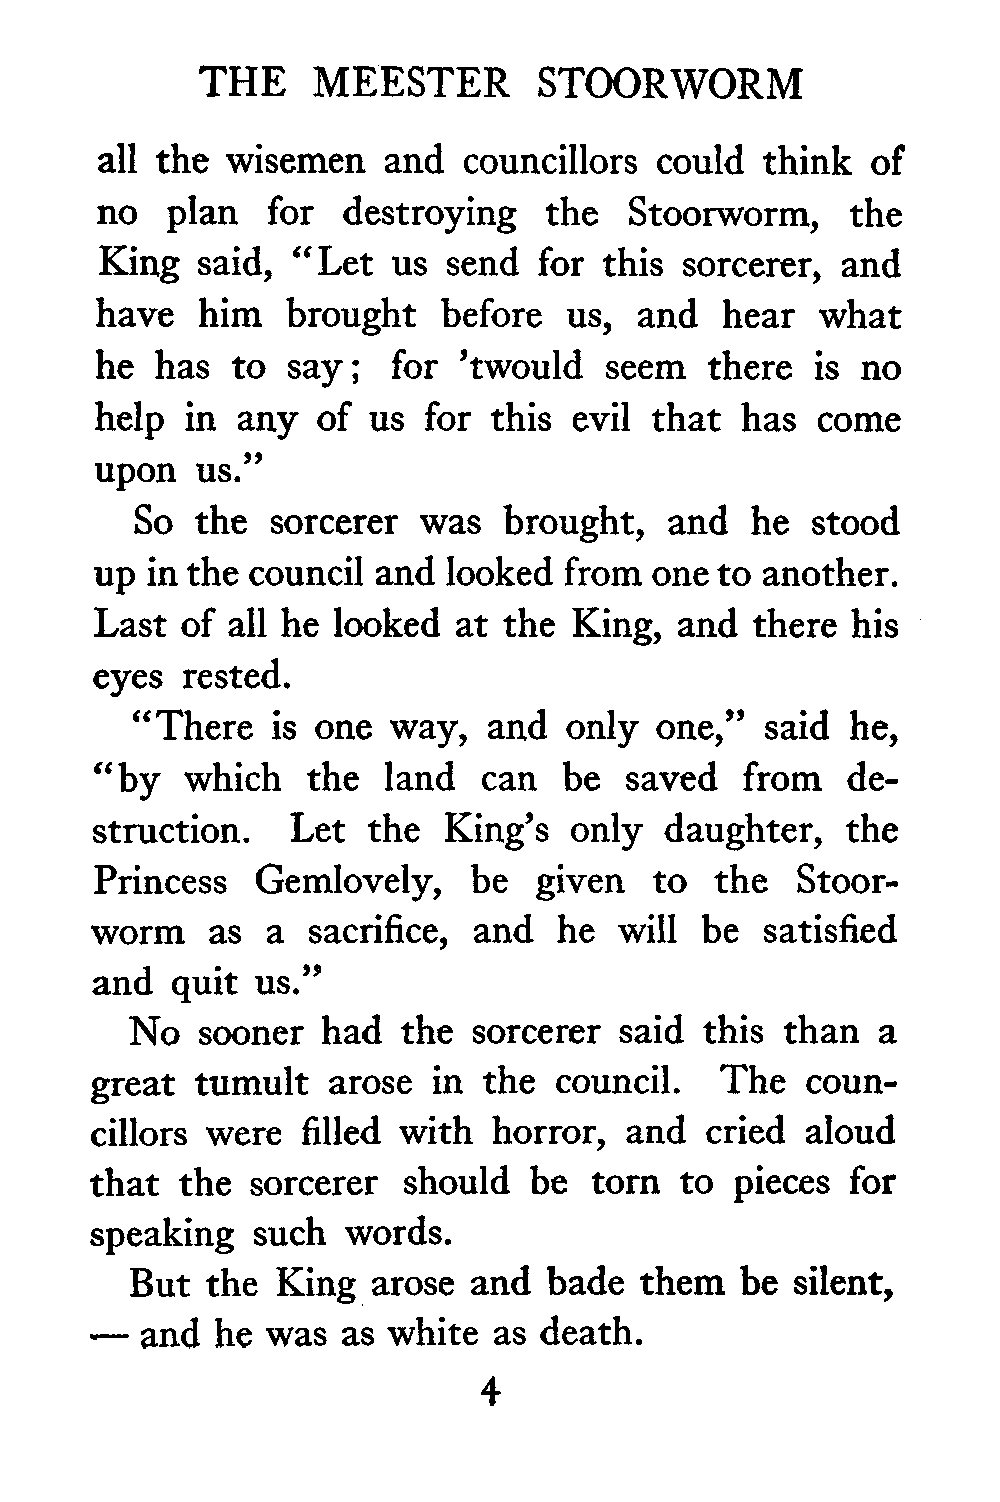 THE MEESTER STOORWORM
all the wisemen and councillors could think of
no plan for destroying the Stoorworm, the
King said, "Let us send for this sorcerer, and
have him brought before us, and hear what
he has to say; for 'twould seem there is no
help in any of us for this evil that has come
upon us."
So the sorcerer was brought, and he stood
up in the council and looked from one to another.
Last of all he looked at the King, and there his
eyes rested.
"There is one way, and only one," said he,
"by which the land can be saved from de-
struction. Let the King's only daughter, the
Princess Gemlovely, be given to the Stoor-
worm as a sacrifice, and he will be satisfied
and quit us."
No sooner had the sorcerer said this than a
great tumult arose in the council. The coun-
cillors were filled with horror, and cried aloud
that the sorcerer should be torn to pieces for
speaking such words.
But the King arose and bade them be silent,
— and he was as white as death.
4